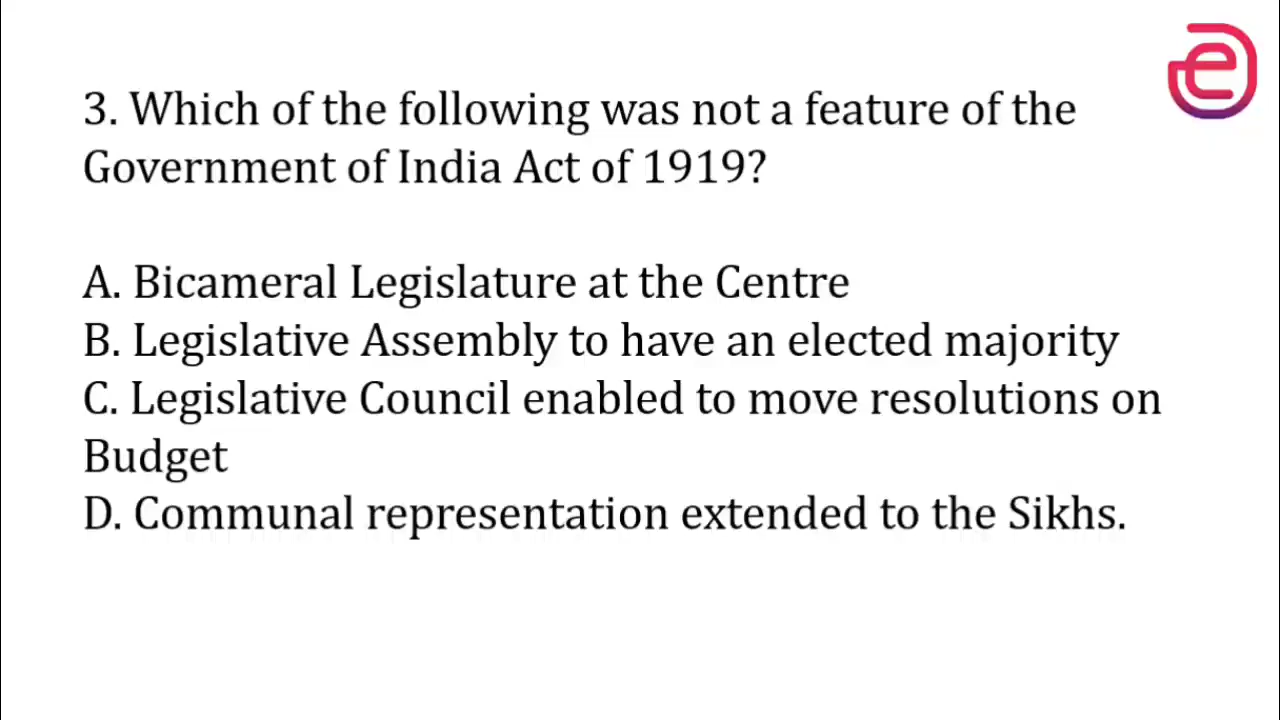 3. Which of the following was not a feature of the
Government of India Act of 1919?
A. Bicameral Legislature at the Centre
B. Legislative Assembly to have an elected majority
C. Legislative Council enabled to move resolutions on
Budget
D. Communal representation extended to the Sikhs.